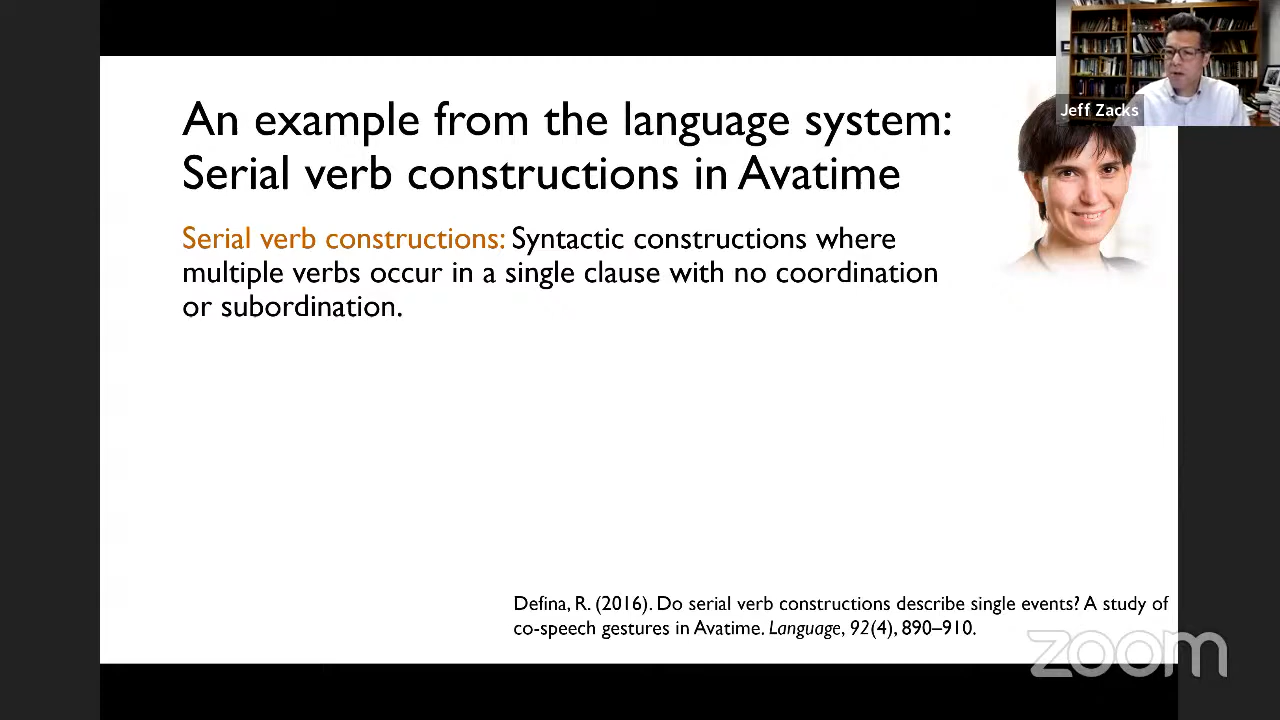 Jeff Zacks
An example from the language system:
Serial verb constructions in Avatime
Serial verb constructions: Syntactic constructions where
multiple verbs occur in a single clause with no coordination
or subordination.
Defina, R. (2016). Do serial verb constructions describe single events? A study of
co-speech gestures in Avatime. Language, 92(4), 890–910.
zoom